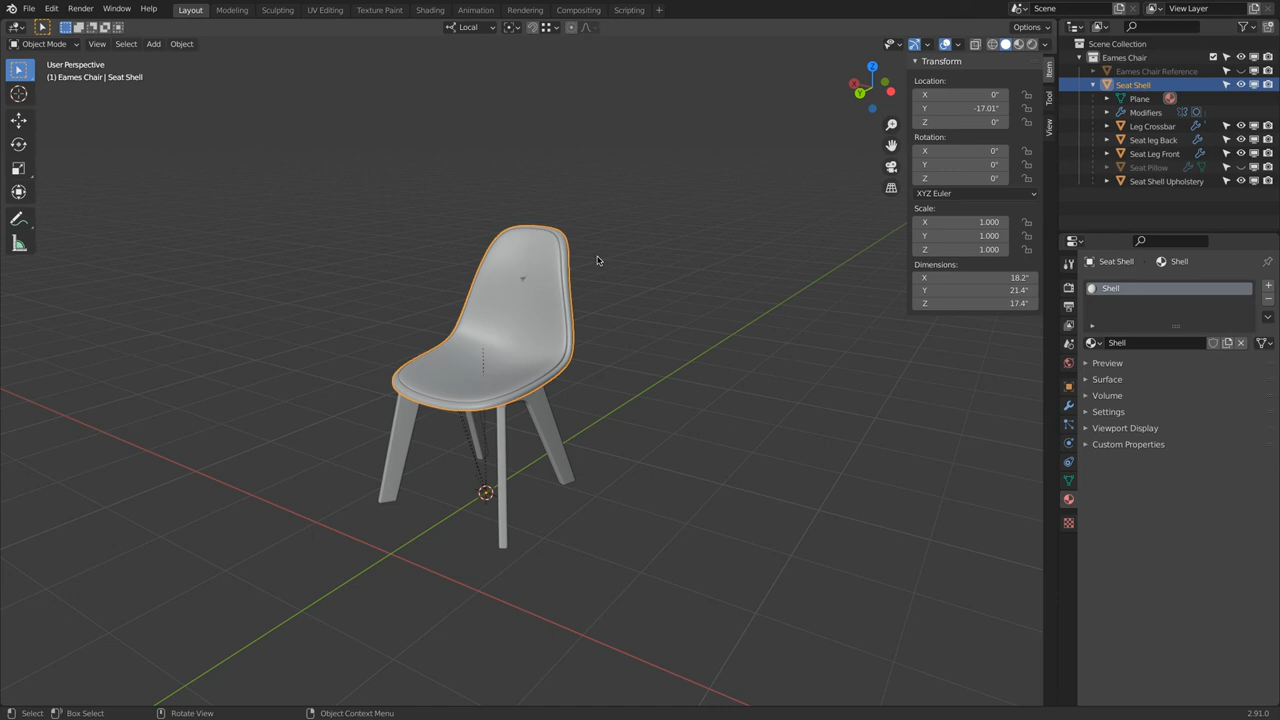 File Edit Render Window Help Layout Modeling Sculpting UV Editing Texture Paint Shading Animation Rendering Compositing Scripting + Scene View Layer
Local Options
Object Mode View Select Add Object
User Perspective
(1) Eames Chair | Seat Shell
Z
X
Y
Transform
Location:
X 0"
Y -17.01"
Z 0"
Rotation:
X 0°
Y 0°
Z 0°
XYZ Euler
Scale:
X 1.000
Y 1.000
Z 1.000
Dimensions:
X 18.2"
Y 21.4"
Z 17.4"
Item
Tool
View
Scene Collection
Eames Chair
Eames Chair Reference
Seat Shell
Plane
Modifiers
Leg Crossbar
Seat leg Back
Seat Leg Front
Seat Pillow
Seat Shell Upholstery
Seat Shell Shell
Shell
Shell
Preview
Surface
Volume
Settings
Viewport Display
Custom Properties
Select Box Select Rotate View Object Context Menu 2.91.0